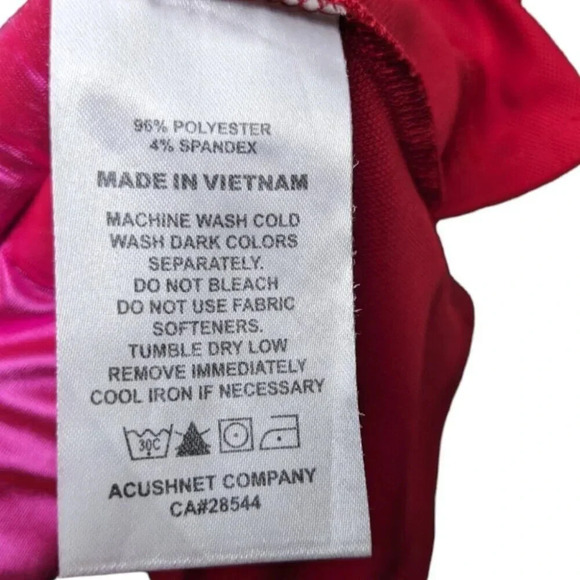 96% POLYESTER
4% SPANDEX
MADE IN VIETNAM
MACHINE WASH COLD
WASH DARK COLORS
SEPARATELY.
DO NOT BLEACH
DO NOT USE FABRIC
SOFTENERS.
TUMBLE DRY LOW
REMOVE IMMEDIATELY
COOL IRON IF NECESSARY
30C
ACUSHNET COMPANY
CA#28544